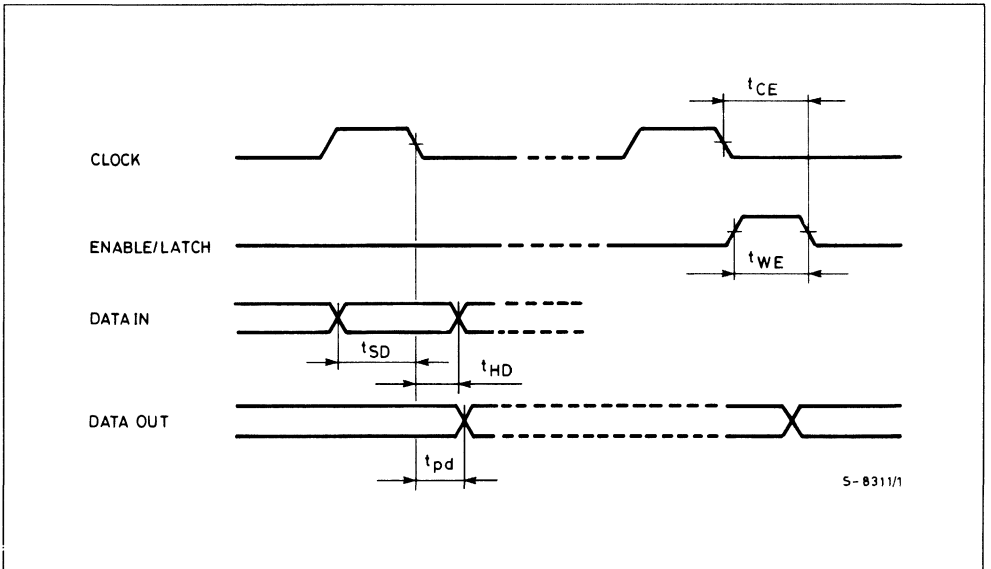 tCE
CLOCK
ENABLE/LATCH
tWE
DATA IN
tSD
tHD
DATA OUT
tpd
S-8311/1